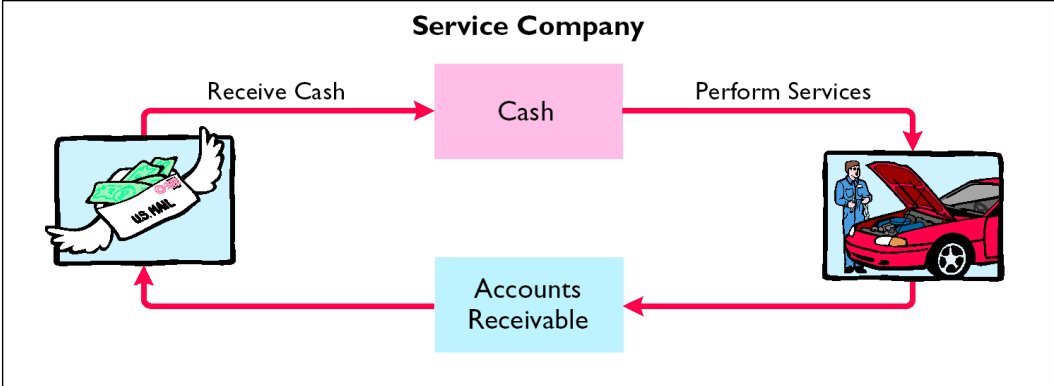 Service Company
Receive Cash
Cash
Perform Services
U.S. MAIL
Accounts
Receivable